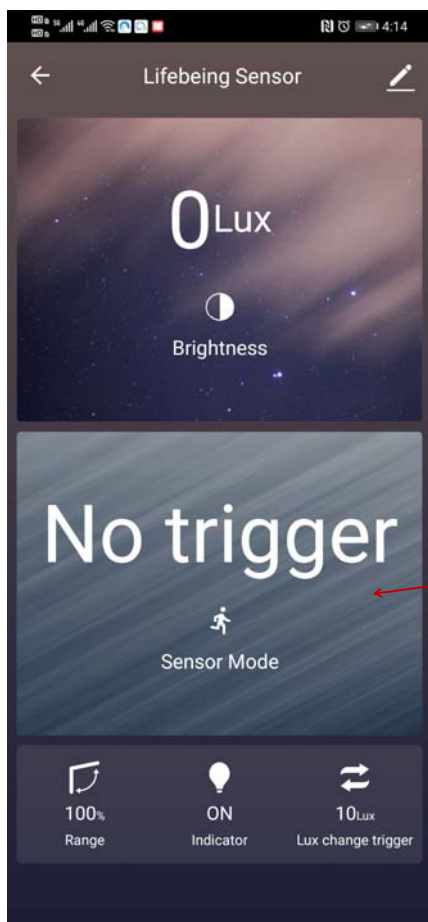 4:14
Lifebeing Sensor
0Lux
Brightness
No trigger
Sensor Mode
100% ON 10Lux
Range Indicator Lux change trigger